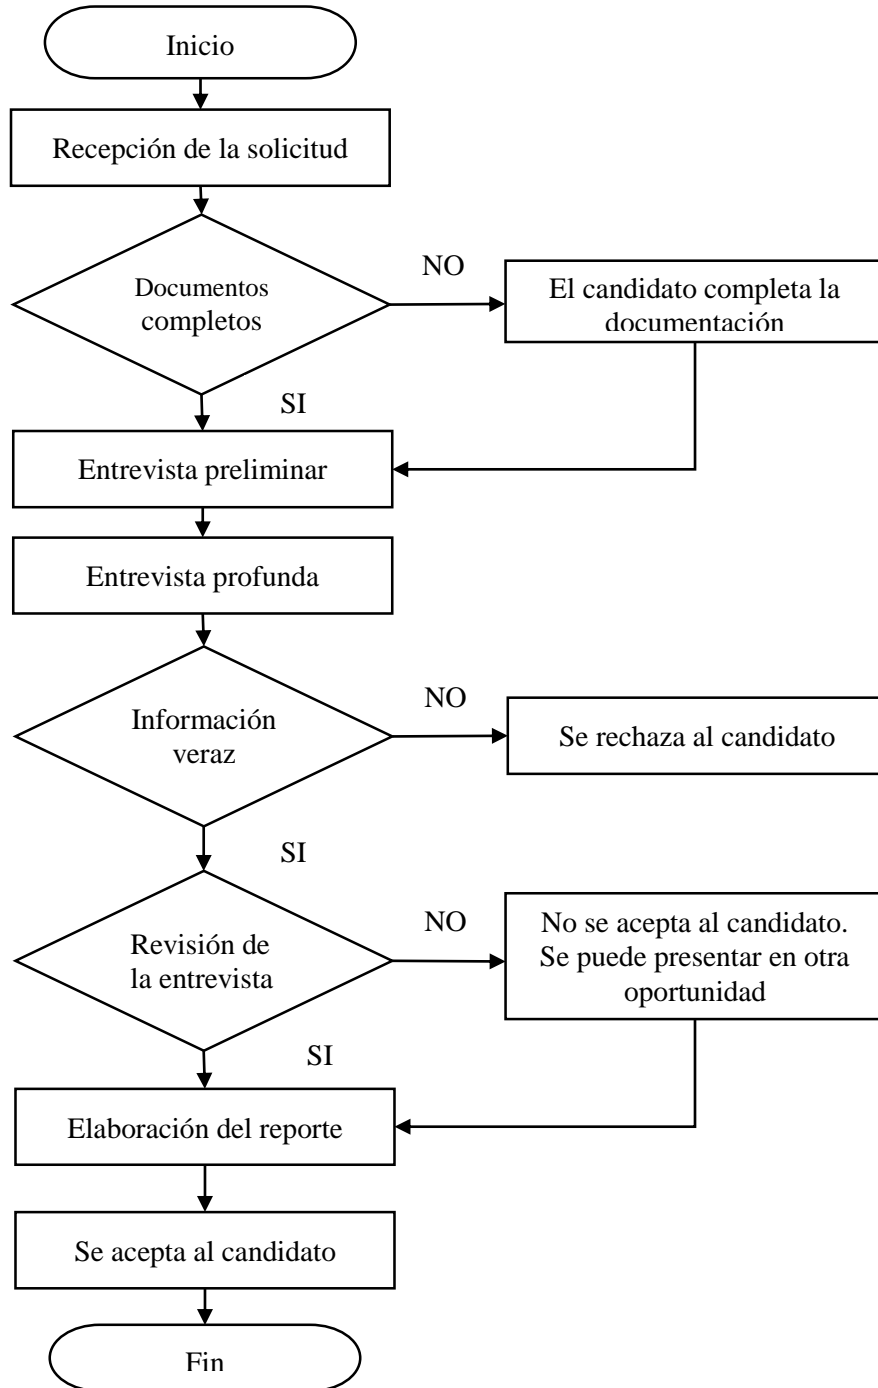 Inicio
Recepción de la solicitud
Documentos
completos
NO
El candidato completa la
documentación
SI
Entrevista preliminar
Entrevista profunda
Información
veraz
NO
Se rechaza al candidato
SI
Revisión de
la entrevista
NO
No se acepta al candidato.
Se puede presentar en otra
oportunidad
SI
Elaboración del reporte
Se acepta al candidato
Fin